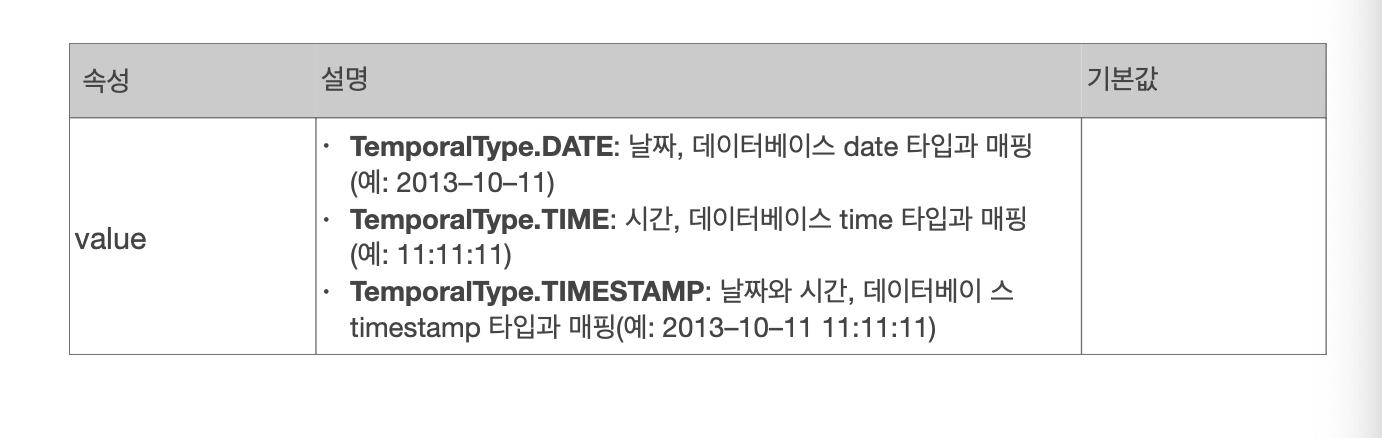 속성 설명 기본값
value
· TemporalType.DATE: 날짜, 데이터베이스 date 타입과 매핑
(예: 2013–10–11)
· TemporalType.TIME: 시간, 데이터베이스 time 타입과 매핑
(예: 11:11:11)
· TemporalType.TIMESTAMP: 날짜와 시간, 데이터베이 스
timestamp 타입과 매핑(예: 2013–10–11 11:11:11)